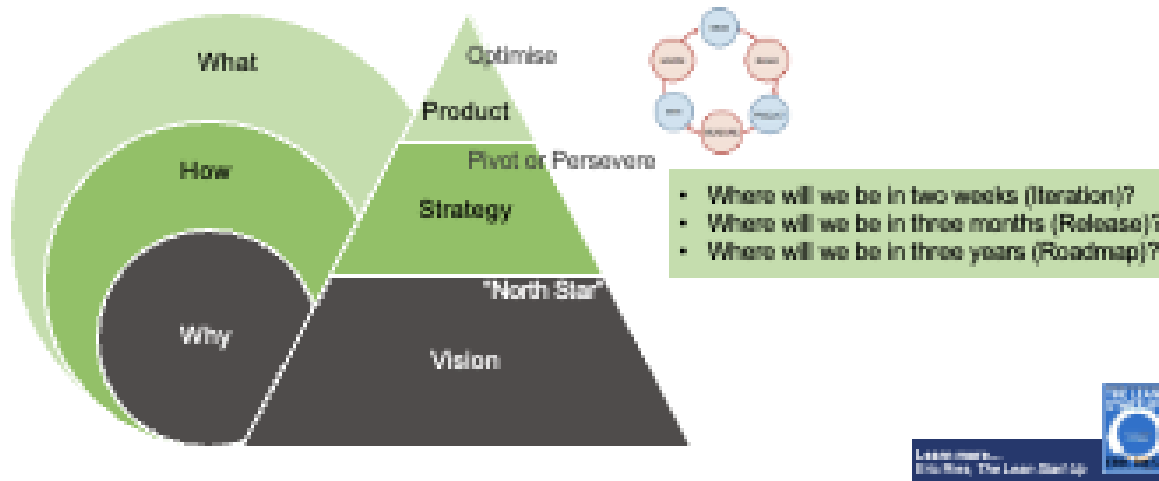 What
How
Why
Optimise
Product
Pivot or Persevere
Strategy
"North Star"
Vision
• Where will we be in two weeks (Iteration)?
• Where will we be in three months (Release)?
• Where will we be in three years (Roadmap)?
Learn more...
Eric Ries, The Lean Start Up